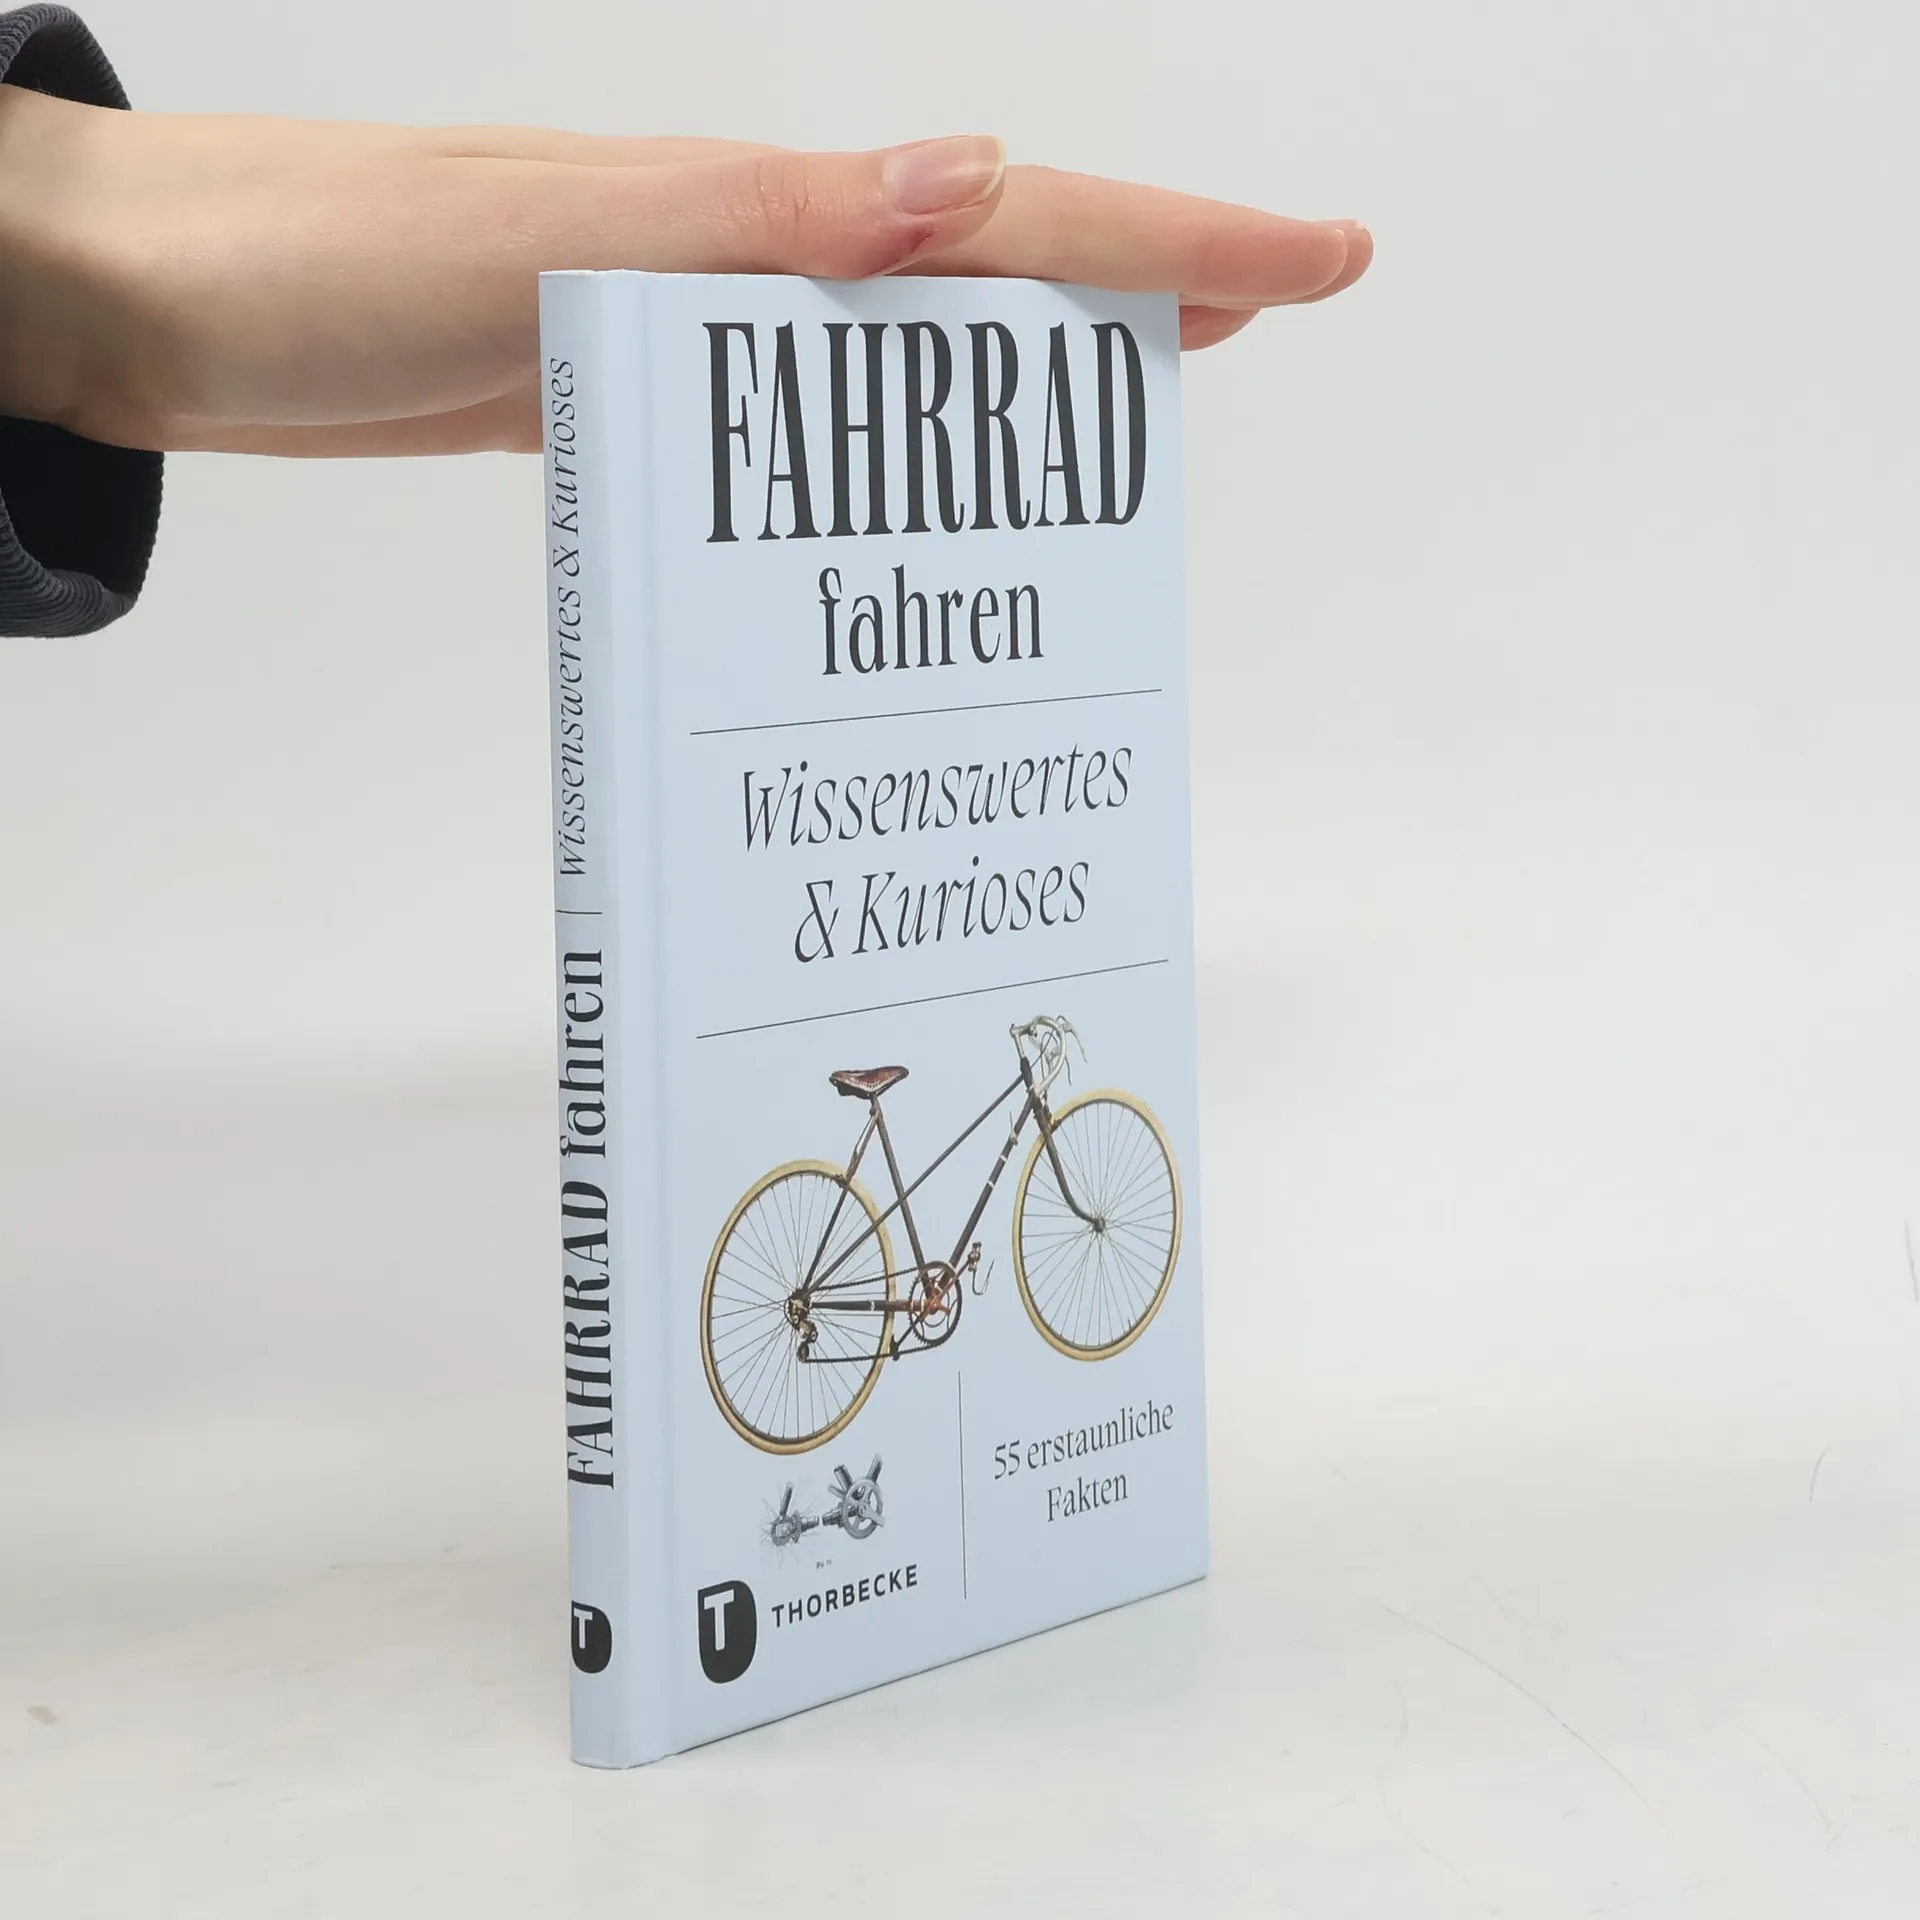 FAHRRAD
fahren
Wissenswertes
& Kurioses
55 erstaunliche
Fakten
T THORBECKE
FAHRRAD fahren | Wissenswertes & Kurioses
T